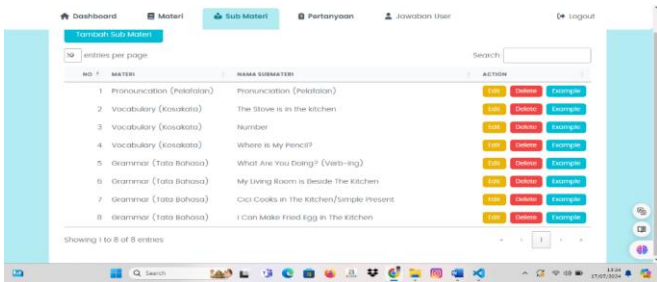 Dashboard Materi Sub Materi Pertanyaan Jawaban User Logout
Tambah Sub Materi
10 entries per page Search:
NO MATERI NAMA SUBMATERI ACTION
1 Pronounciation (Pelafalan) Pronunciation (Pelafalan) Edit Delete Example
2 Vocabulary (Kosakata) The Stove is in the kitchen Edit Delete Example
3 Vocabulary (Kosakata) Number Edit Delete Example
4 Vocabulary (Kosakata) Where Is My Pencil? Edit Delete Example
5 Grammar (Tata Bahasa) What Are You Doing? (Verb-ing) Edit Delete Example
6 Grammar (Tata Bahasa) My Living Room is Beside The Kitchen Edit Delete Example
7 Grammar (Tata Bahasa) Cici Cooks in The Kitchen/Simple Present Edit Delete Example
8 Grammar (Tata Bahasa) I Can Make Fried Egg in The Kitchen Edit Delete Example
Showing 1 to 8 of 8 entries « ‹ 1 › »
Search 13:24
17/07/2024